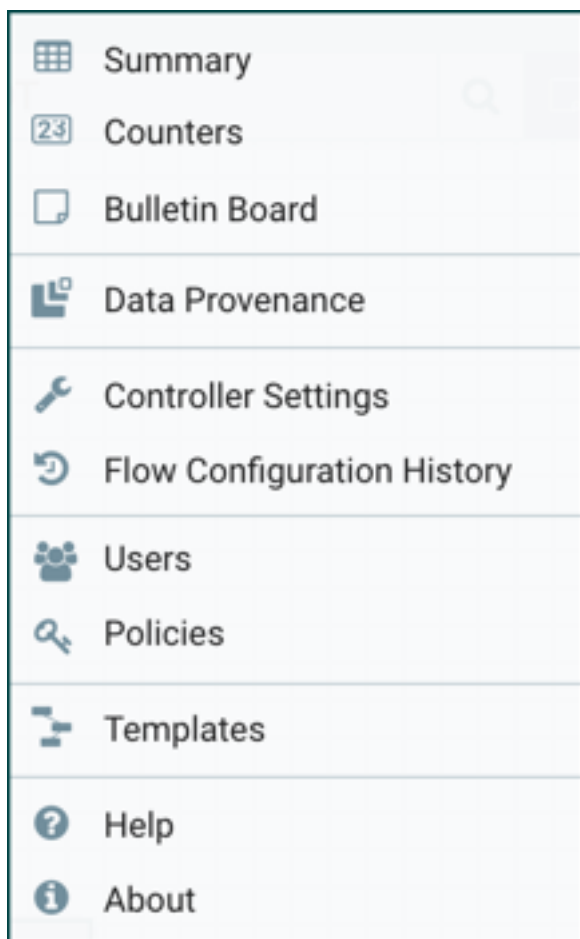 Summary
23 Counters
Bulletin Board
Data Provenance
Controller Settings
Flow Configuration History
Users
Policies
Templates
? Help
i About